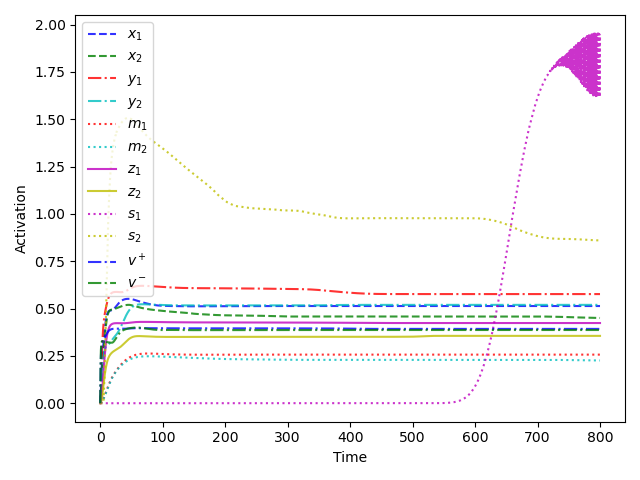 2.00
1.75
1.50
1.25
1.00
0.75
0.50
0.25
0.00
Activation
x₁
x₂
y₁
y₂
m₁
m₂
z₁
z₂
s₁
s₂
v⁺
v⁻
0 100 200 300 400 500 600 700 800
Time